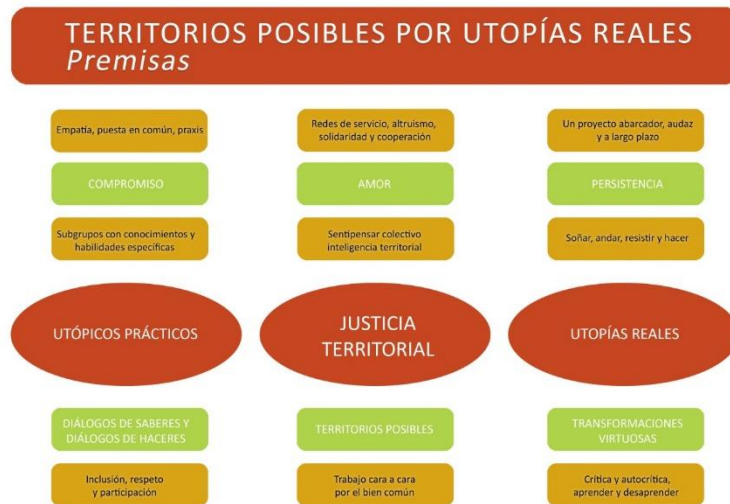 TERRITORIOS POSIBLES POR UTOPÍAS REALES
Premisas
Empatía, puesta en común, praxis
Redes de servicio, altruismo,
solidaridad y cooperación
Un proyecto abarcador, audaz
y a largo plazo
COMPROMISO
AMOR
PERSISTENCIA
Subgrupos con conocimientos y
habilidades específicas
Sentipensar colectivo
inteligencia territorial
Soñar, andar, resistir y hacer
UTÓPICOS PRÁCTICOS
JUSTICIA
TERRITORIAL
UTOPÍAS REALES
DIÁLOGOS DE SABERES Y
DIÁLOGOS DE HACERES
TERRITORIOS POSIBLES
TRANSFORMACIONES
VIRTUOSAS
Inclusión, respeto
y participación
Trabajo cara a cara
por el bien común
Crítica y autocrítica,
aprender y desaprender